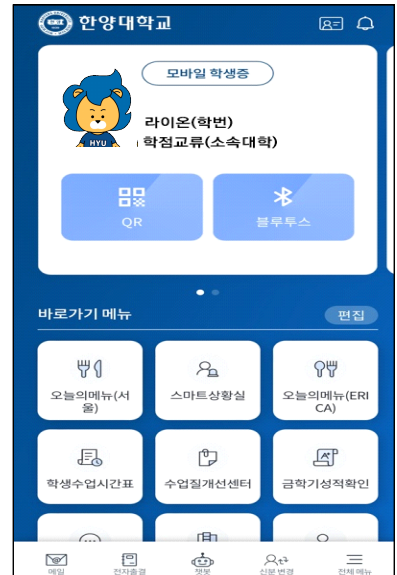 한양대학교
모바일 학생증
라이온(학번)
학점교류(소속대학)
HYU
QR
블루투스
바로가기 메뉴
편집
오늘의메뉴(서
울)
스마트상황실
오늘의메뉴(ERI
CA)
학생수업시간표
수업질개선센터
금학기성적확인
메일
전자출결
챗봇
신분 변경
전체 메뉴